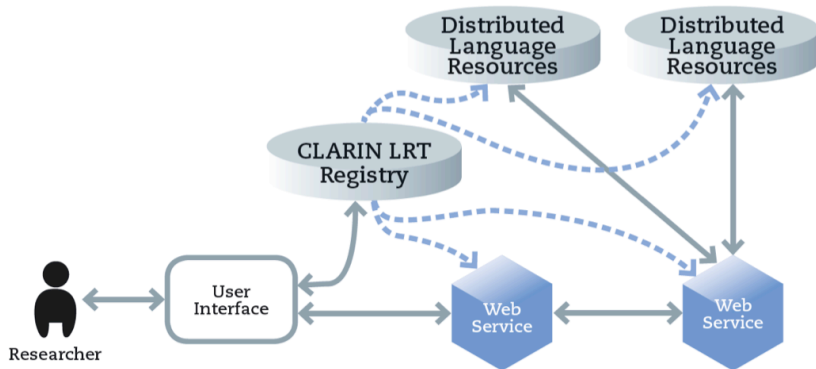 Distributed
Language
Resources
Distributed
Language
Resources
CLARIN LRT
Registry
User
Interface
Web
Service
Web
Service
Researcher